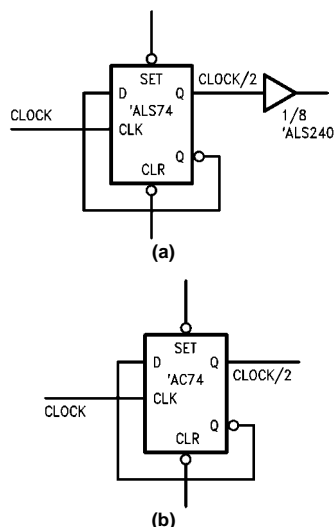 SET
D
'ALS74
Q
CLOCK/2
CLOCK
CLK
1/8
'ALS240
Q
CLR
(a)
SET
D
Q
'AC74
CLOCK/2
CLOCK
CLK
Q
CLR
(b)